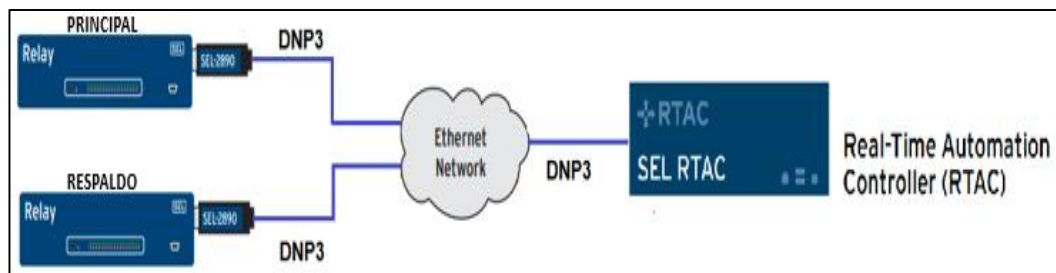 PRINCIPAL
Relay
SEL
SEL-2890
DNP3
Ethernet
Network
DNP3
RTAC
SEL RTAC
Real-Time Automation
Controller (RTAC)
RESPALDO
Relay
SEL
SEL-2890
DNP3